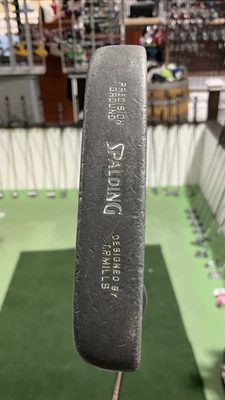 PRECISION
GROUND
SPALDING
DESIGNED BY
T.P. MILLS